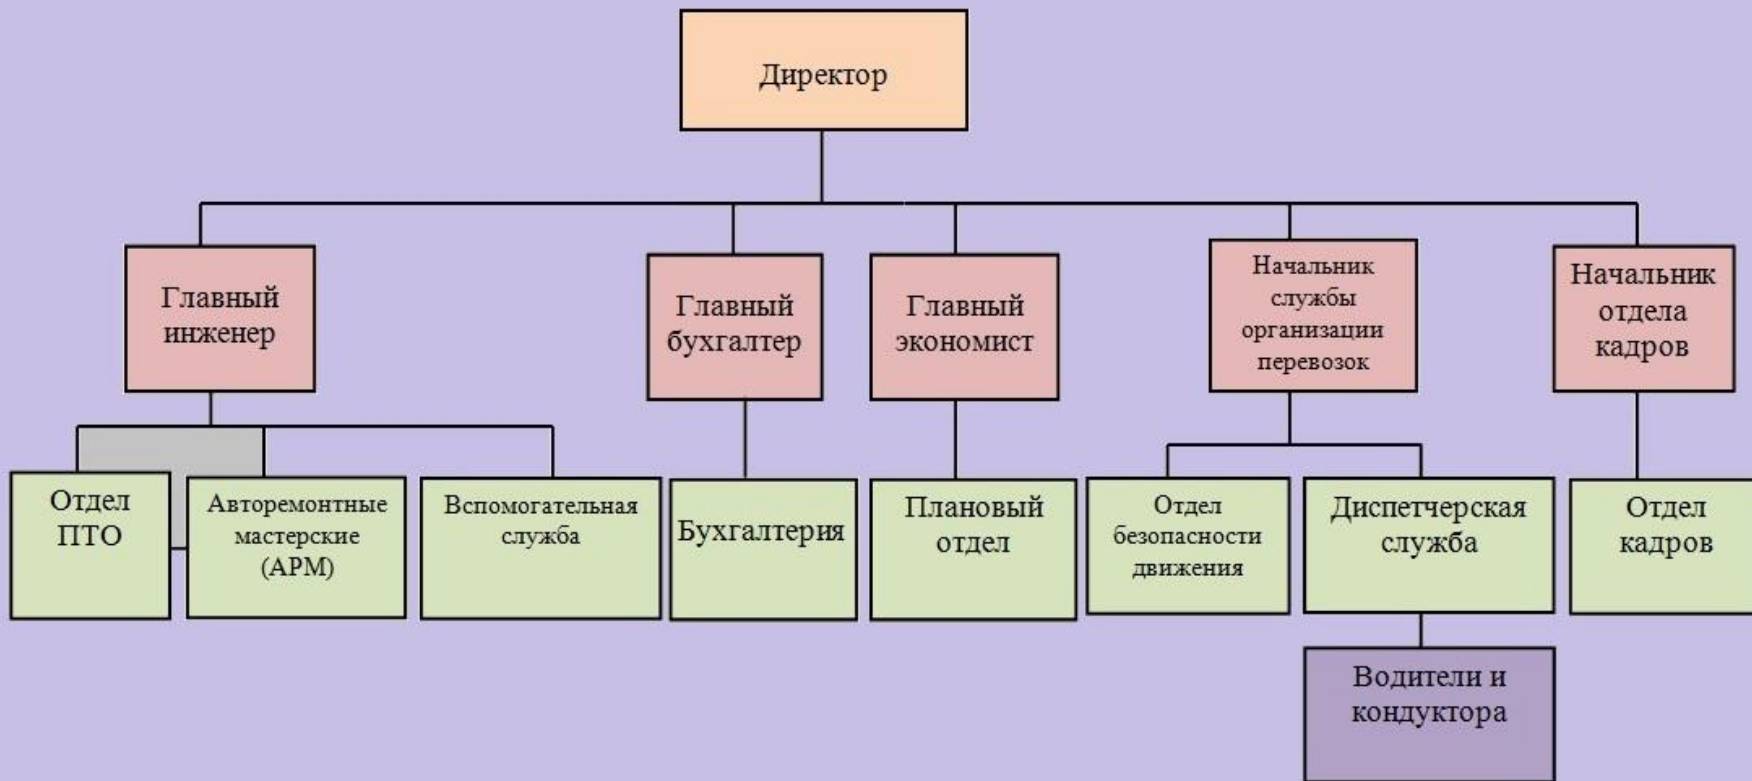 Директор
Главный
инженер
Главный
бухгалтер
Главный
экономист
Начальник
службы
организации
перевозок
Начальник
отдела
кадров
Отдел
ПТО
Авторемонтные
мастерские
(АРМ)
Вспомогательная
служба
Бухгалтерия
Плановый
отдел
Отдел
безопасности
движения
Диспетчерская
служба
Отдел
кадров
Водители и
кондуктора